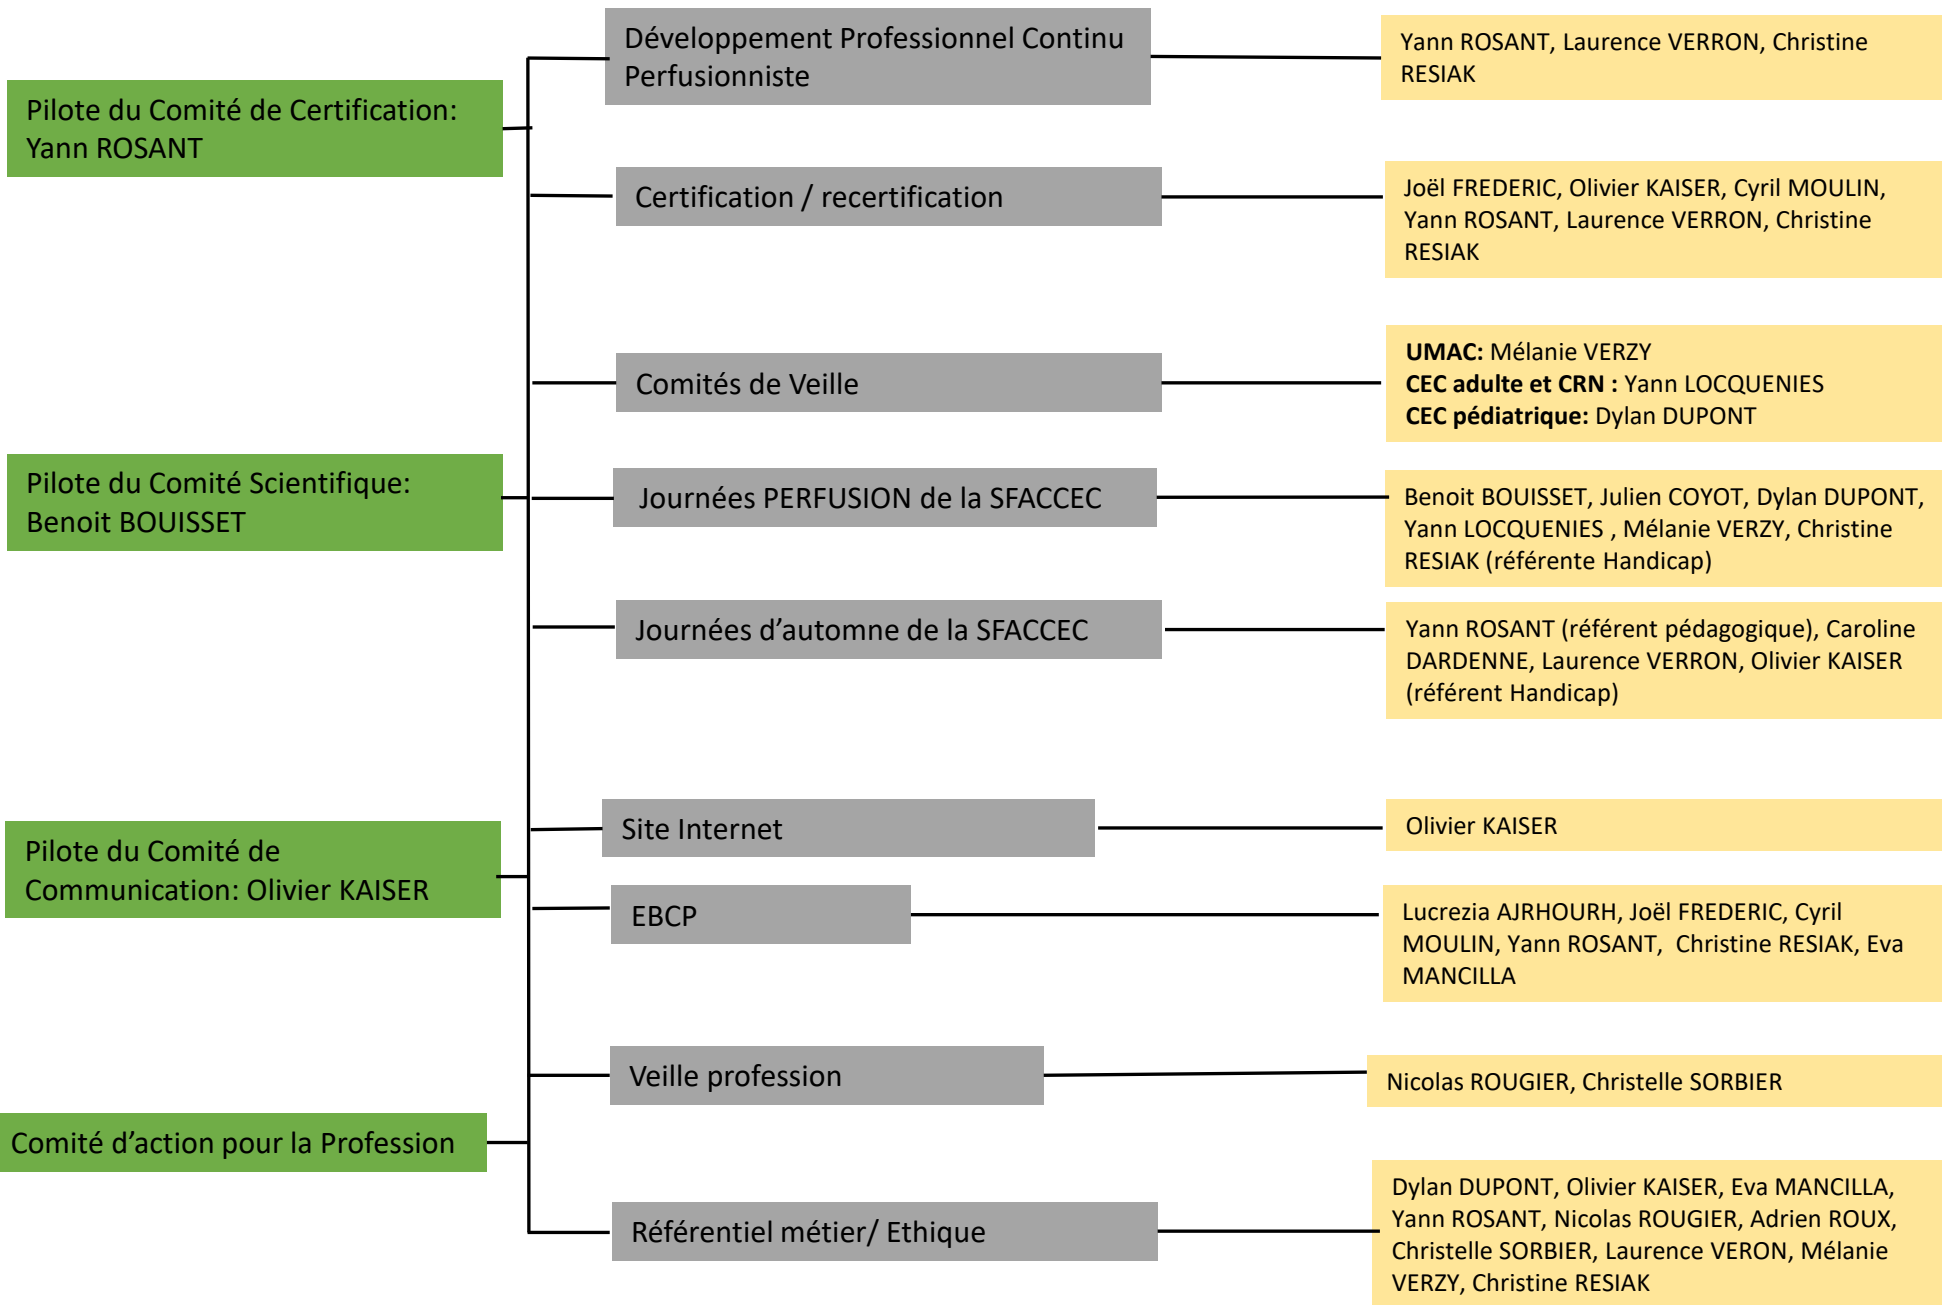 Pilote du Comité de Certification:
Yann ROSANT
Pilote du Comité Scientifique:
Benoit BOUISSET
Pilote du Comité de
Communication: Olivier KAISER
Comité d’action pour la Profession
Développement Professionnel Continu
Perfusionniste
Yann ROSANT, Laurence VERRON, Christine
RESIAK
Certification / recertification
Joël FREDERIC, Olivier KAISER, Cyril MOULIN,
Yann ROSANT, Laurence VERRON, Christine
RESIAK
Comités de Veille
UMAC: Mélanie VERZY
CEC adulte et CRN : Yann LOCQUENIES
CEC pédiatrique: Dylan DUPONT
Journées PERFUSION de la SFACCEC
Benoit BOUISSET, Julien COYOT, Dylan DUPONT,
Yann LOCQUENIES , Mélanie VERZY, Christine
RESIAK (référente Handicap)
Journées d’automne de la SFACCEC
Yann ROSANT (référent pédagogique), Caroline
DARDENNE, Laurence VERRON, Olivier KAISER
(référent Handicap)
Site Internet
Olivier KAISER
EBCP
Lucrezia AJRHOURH, Joël FREDERIC, Cyril
MOULIN, Yann ROSANT,  Christine RESIAK, Eva
MANCILLA
Veille profession
Nicolas ROUGIER, Christelle SORBIER
Référentiel métier/ Ethique
Dylan DUPONT, Olivier KAISER, Eva MANCILLA,
Yann ROSANT, Nicolas ROUGIER, Adrien ROUX,
Christelle SORBIER, Laurence VERON, Mélanie
VERZY, Christine RESIAK